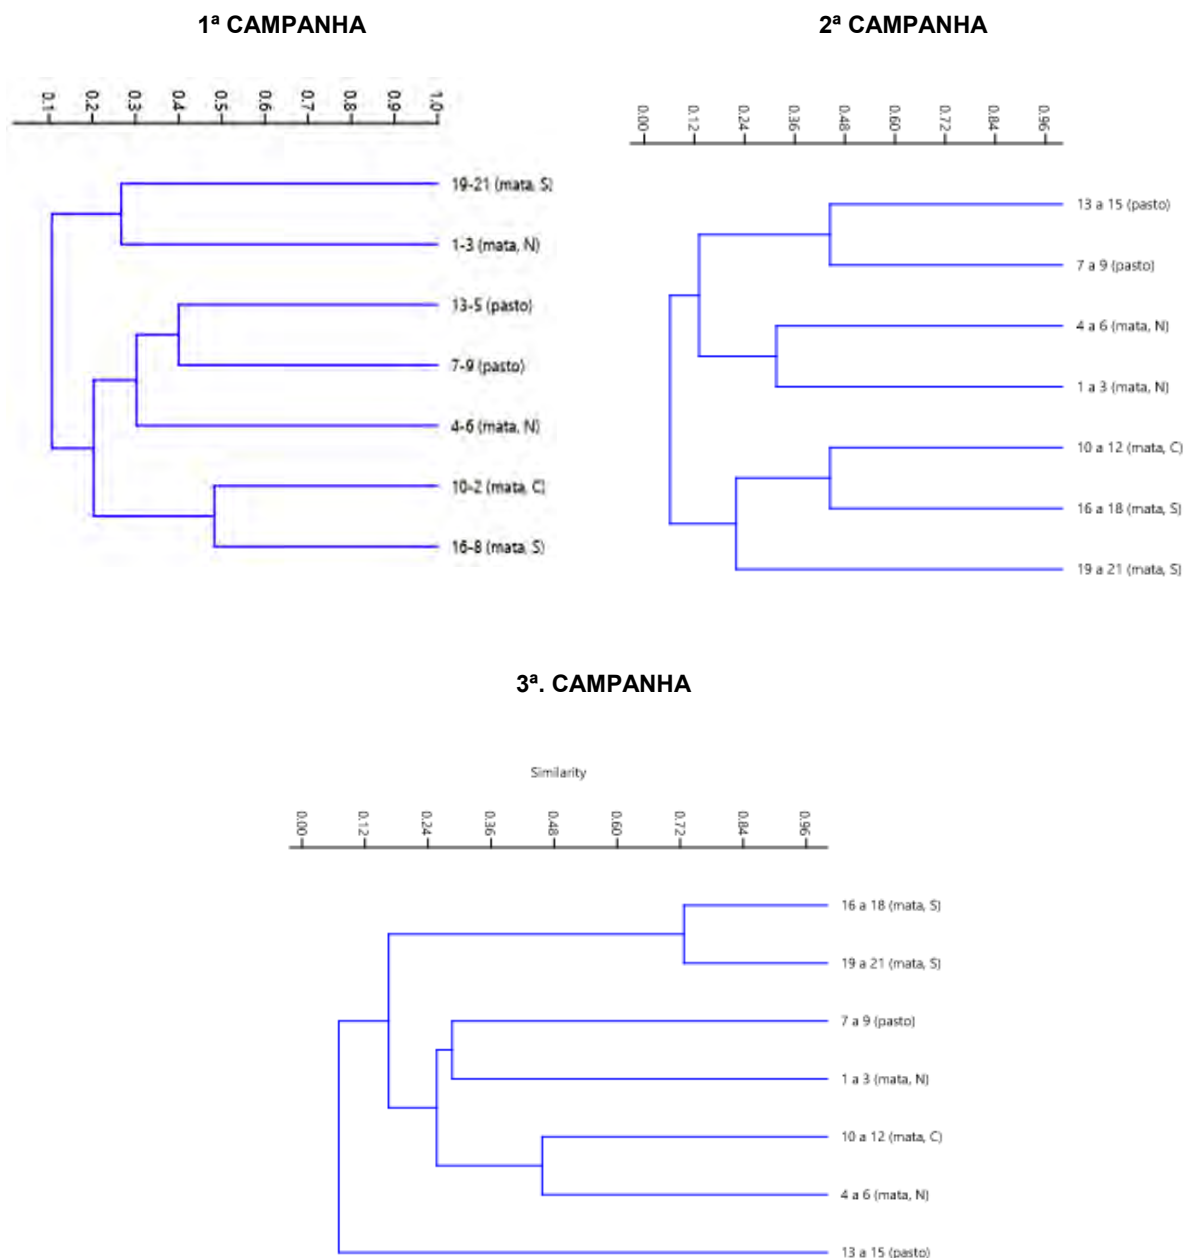 1ª CAMPANHA
0.1
0.2
0.3
0.4
0.5
0.6
0.7
0.8
0.9
1.0
19-21 (mata, S)
1-3 (mata, N)
13-5 (pasto)
7-9 (pasto)
4-6 (mata, N)
10-2 (mata, C)
16-8 (mata, S)
2ª CAMPANHA
0.00
0.12
0.24
0.36
0.48
0.60
0.72
0.84
0.96
13 a 15 (pasto)
7 a 9 (pasto)
4 a 6 (mata, N)
1 a 3 (mata, N)
10 a 12 (mata, C)
16 a 18 (mata, S)
19 a 21 (mata, S)
3ª. CAMPANHA
Similarity
0.00
0.12
0.24
0.36
0.48
0.60
0.72
0.84
0.96
16 a 18 (mata, S)
19 a 21 (mata, S)
7 a 9 (pasto)
1 a 3 (mata, N)
10 a 12 (mata, C)
4 a 6 (mata, N)
13 a 15 (pasto)